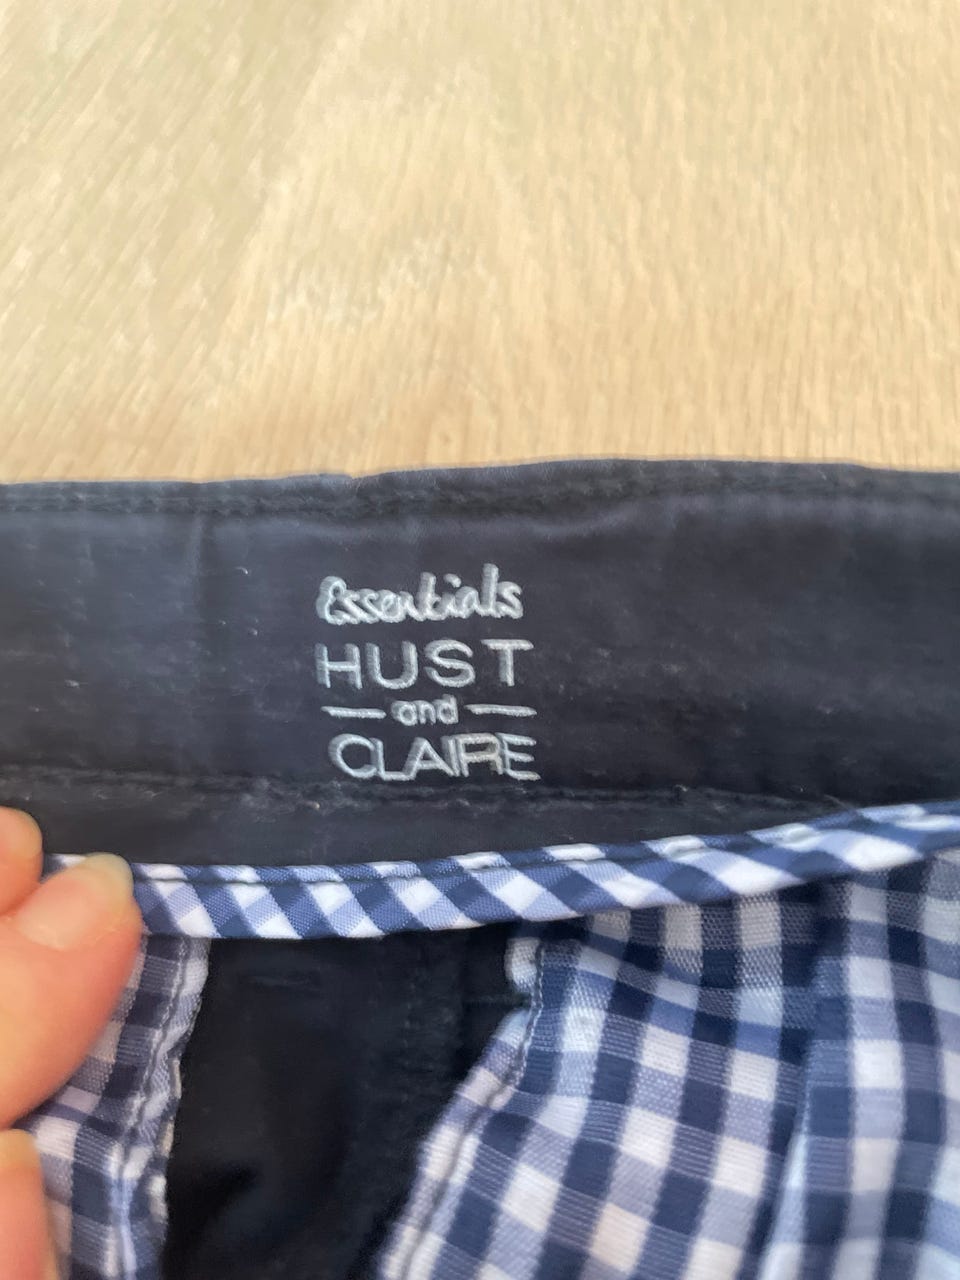 Essentials
HUST
and
CLAIRE